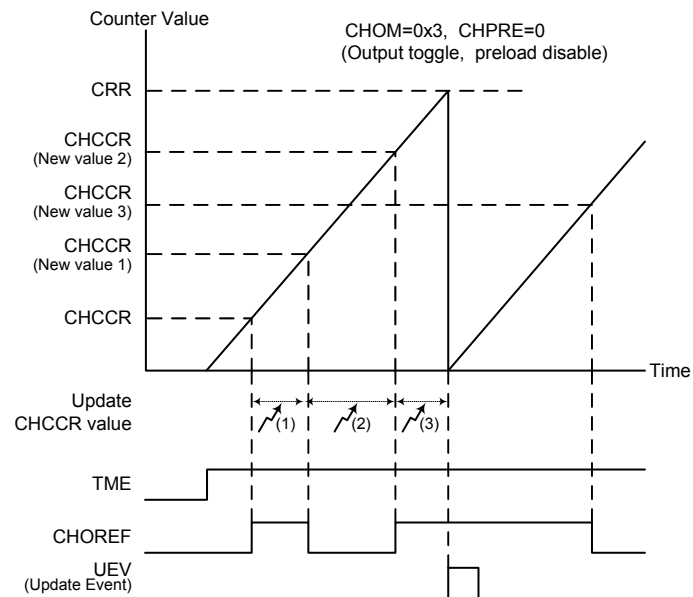 Counter Value
CHOM=0x3, CHPRE=0
(Output toggle, preload disable)
CRR
CHCCR
(New value 2)
CHCCR
(New value 3)
CHCCR
(New value 1)
CHCCR
Time
Update
CHCCR value
(1)
(2)
(3)
TME
CHOREF
UEV
(Update Event)